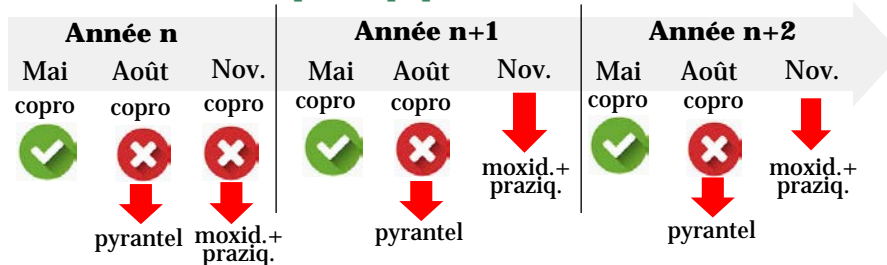 Année n
Mai Août Nov.
copro copro copro
pyrantel moxid.+
praziq.
Année n+1
Mai Août Nov.
copro copro
moxid.+
praziq.
pyrantel
Année n+2
Mai Août Nov.
copro copro
moxid.+
praziq.
pyrantel